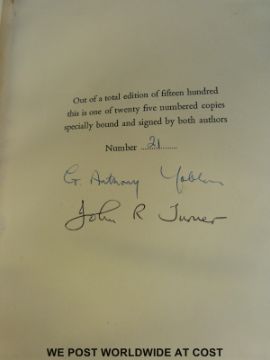 Out of a total edition of fifteen hundred
this is one of twenty five numbered copies
specially bound and signed by both authors
Number ...21...
G. Anthony Yablon
John R Turner
WE POST WORLDWIDE AT COST